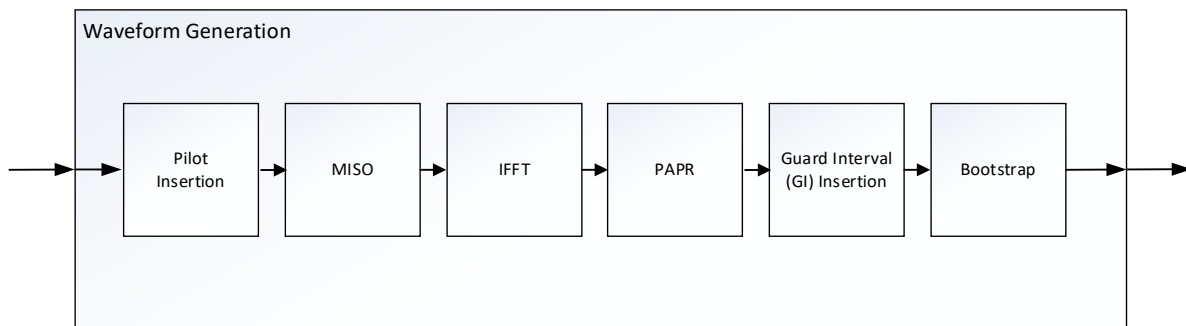 Waveform Generation
Pilot
Insertion
MISO
IFFT
PAPR
Guard Interval
(GI) Insertion
Bootstrap